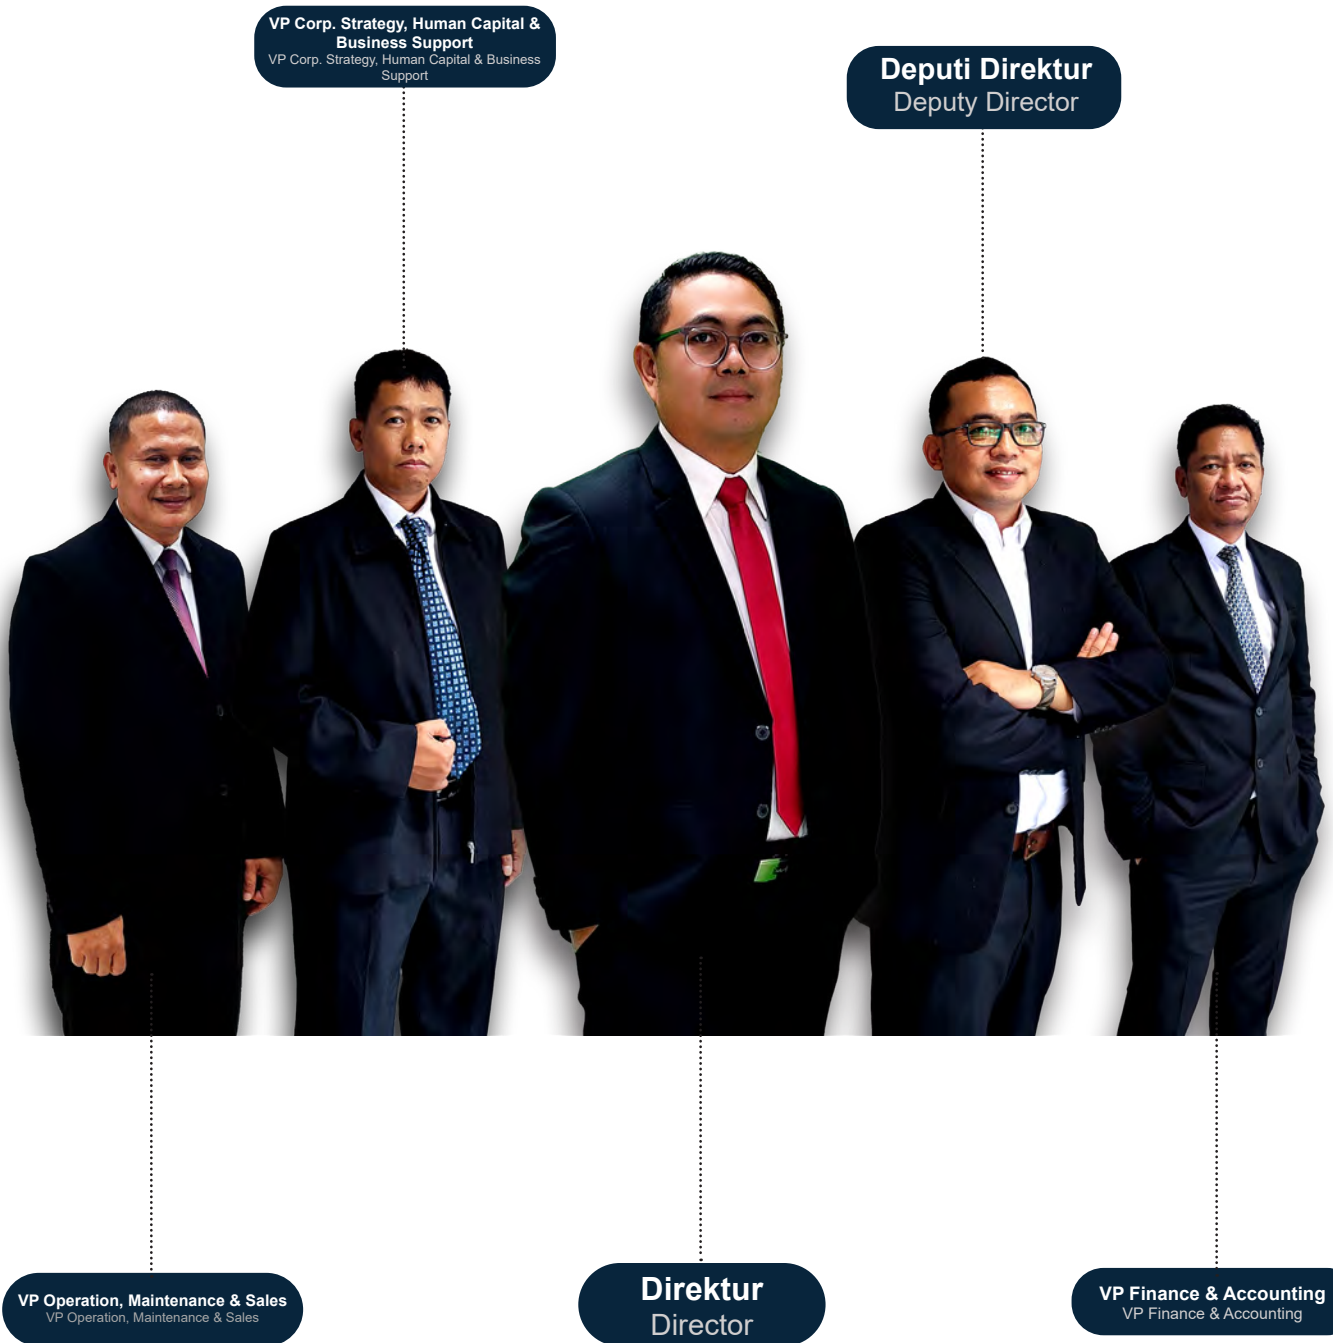 VP Corp. Strategy, Human Capital &
Business Support
VP Corp. Strategy, Human Capital & Business
Support
Deputi Direktur
Deputy Director
VP Operation, Maintenance & Sales
VP Operation, Maintenance & Sales
Direktur
Director
VP Finance & Accounting
VP Finance & Accounting